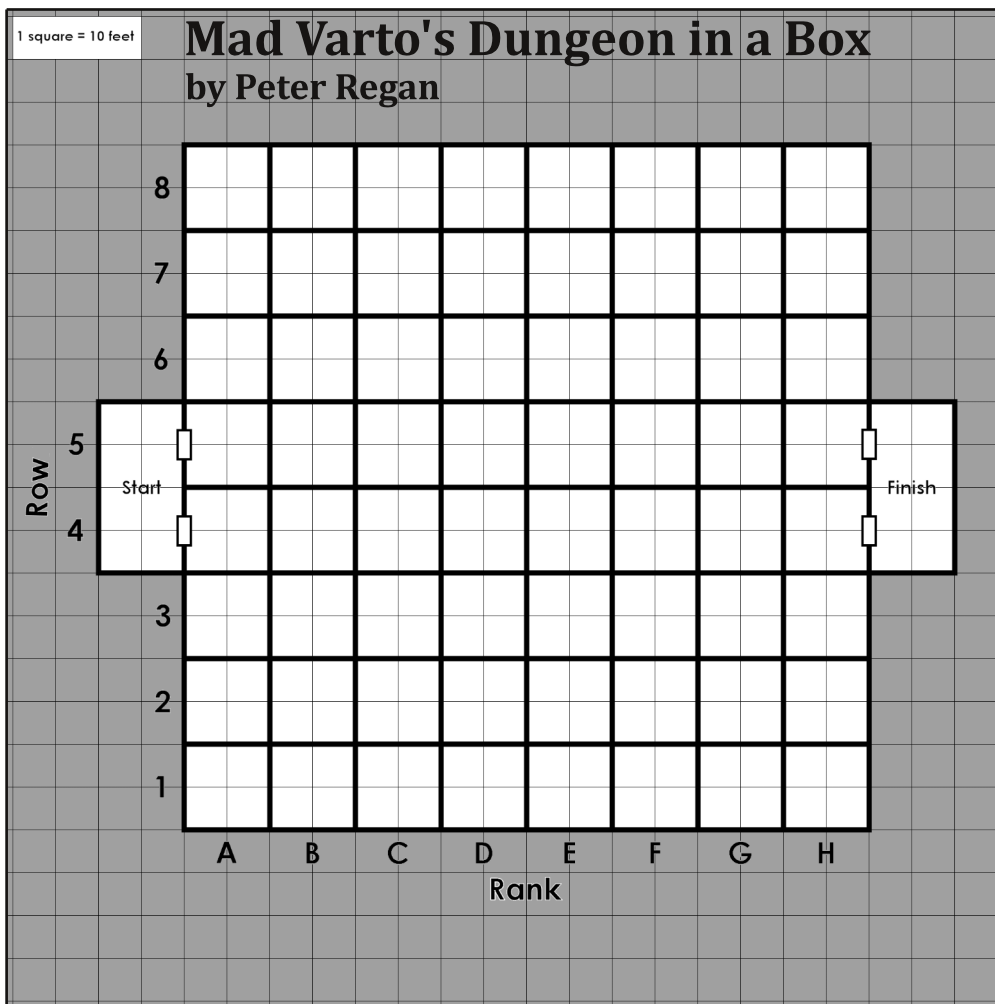 1 square = 10 feet
Mad Varto's Dungeon in a Box
by Peter Regan
8
7
6
5
Start
Finish
Row
4
3
2
1
A B C D E F G H
Rank